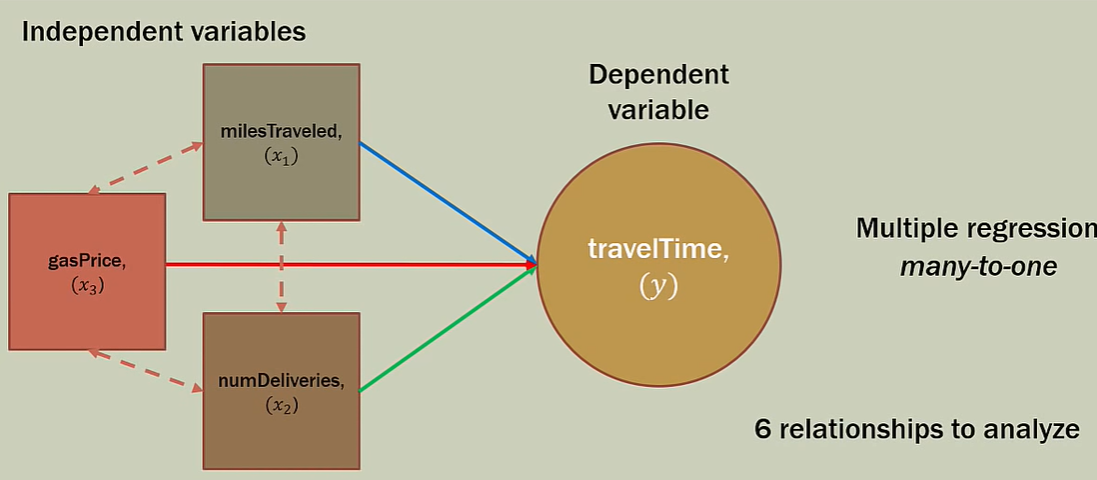 Independent variables
milesTraveled,
(x₁)
gasPrice,
(x₃)
numDeliveries,
(x₂)
Dependent
variable
travelTime,
(y)
Multiple regression
many-to-one
6 relationships to analyze